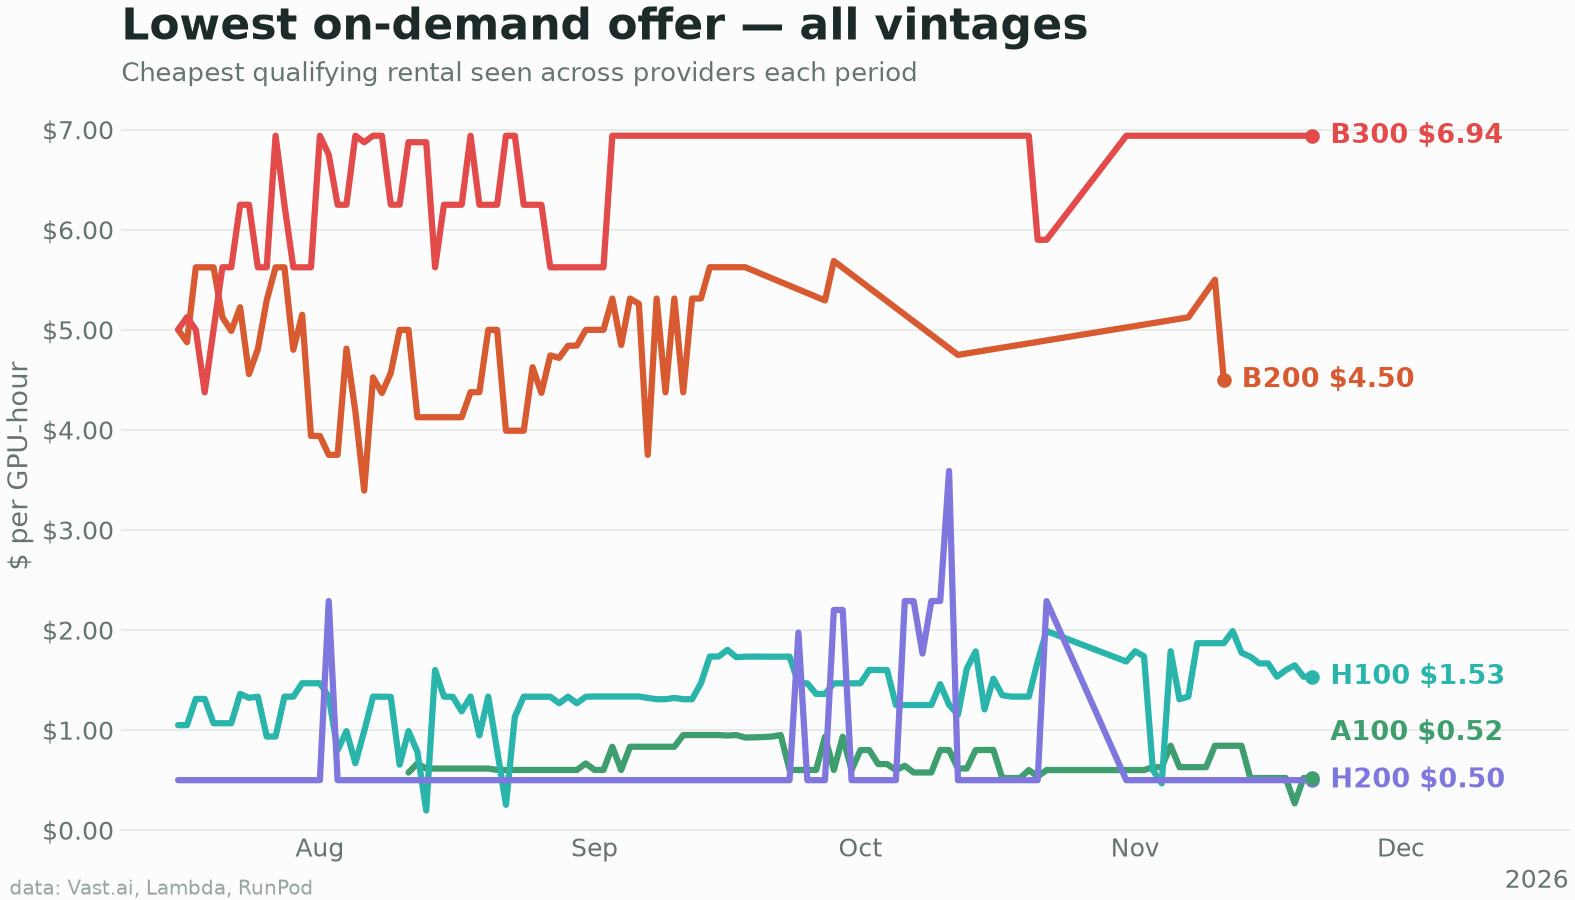 Lowest on-demand offer — all vintages
Cheapest qualifying rental seen across providers each period
$ per GPU-hour
$7.00
$6.00
$5.00
$4.00
$3.00
$2.00
$1.00
$0.00
B300 $6.94
B200 $4.50
H100 $1.53
A100 $0.52
H200 $0.50
Aug
Sep
Oct
Nov
Dec
2026
data: Vast.ai, Lambda, RunPod